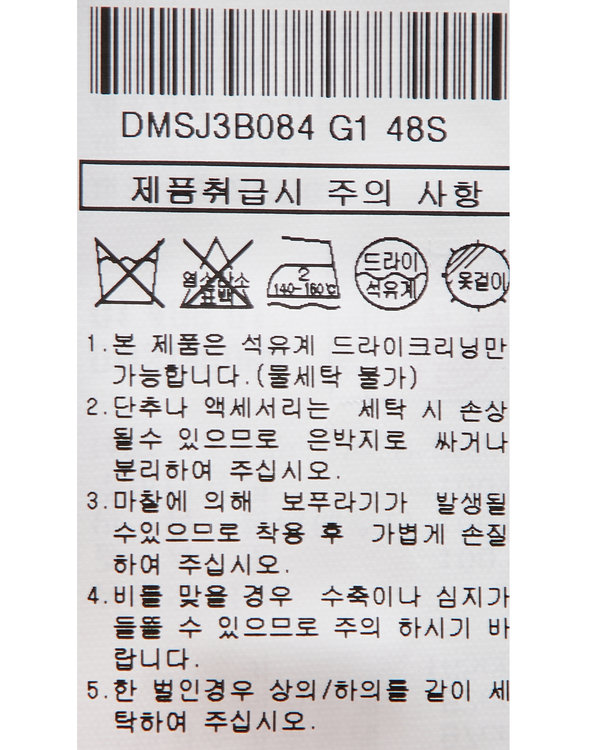 DMSJ3B084 G1 48S
제품취급시 주의 사항
염소산소
표백
2
140~160℃
드라이
석유계
옷걸이
1.본 제품은 석유계 드라이크리닝만
가능합니다.(물세탁 불가)
2.단추나 액세서리는 세탁 시 손상
될수 있으므로 은박지로 싸거나
분리하여 주십시오.
3.마찰에 의해 보푸라기가 발생될
수있으므로 착용 후 가볍게 손질
하여 주십시오.
4.비를 맞을 경우 수축이나 심지가
들뜰 수 있으므로 주의 하시기 바
랍니다.
5.한 벌인경우 상의/하의를 같이 세
탁하여 주십시오.